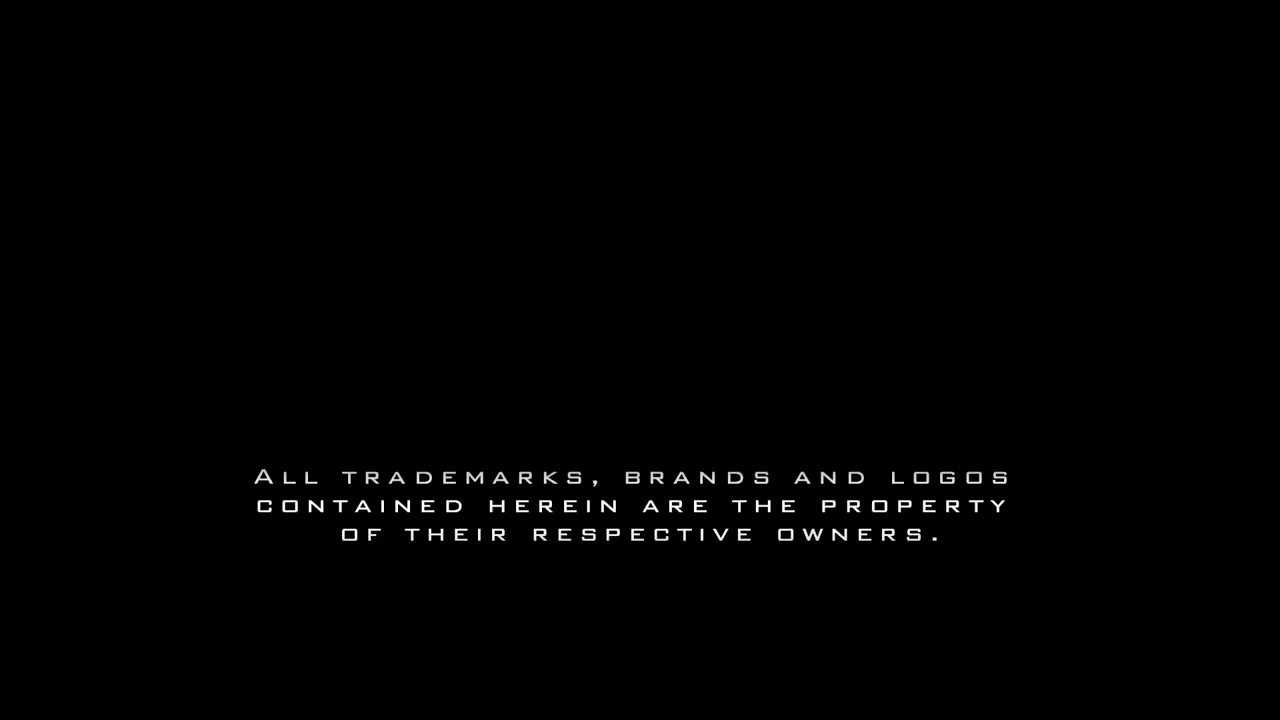 All trademarks, brands and logos
contained herein are the property
of their respective owners.